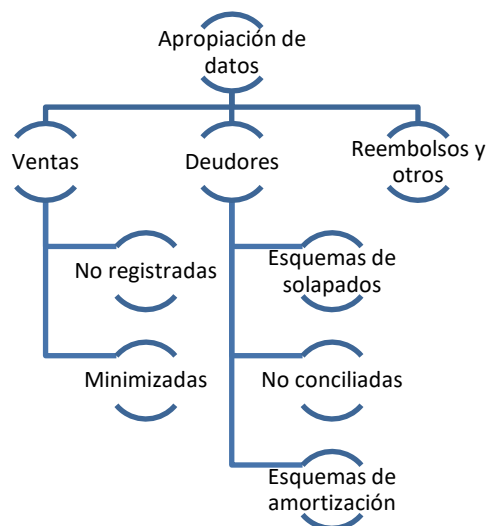 Apropiación de
datos
Ventas
Deudores
Reembolsos y
otros
No registradas
Minimizadas
Esquemas de
solapados
No conciliadas
Esquemas de
amortización